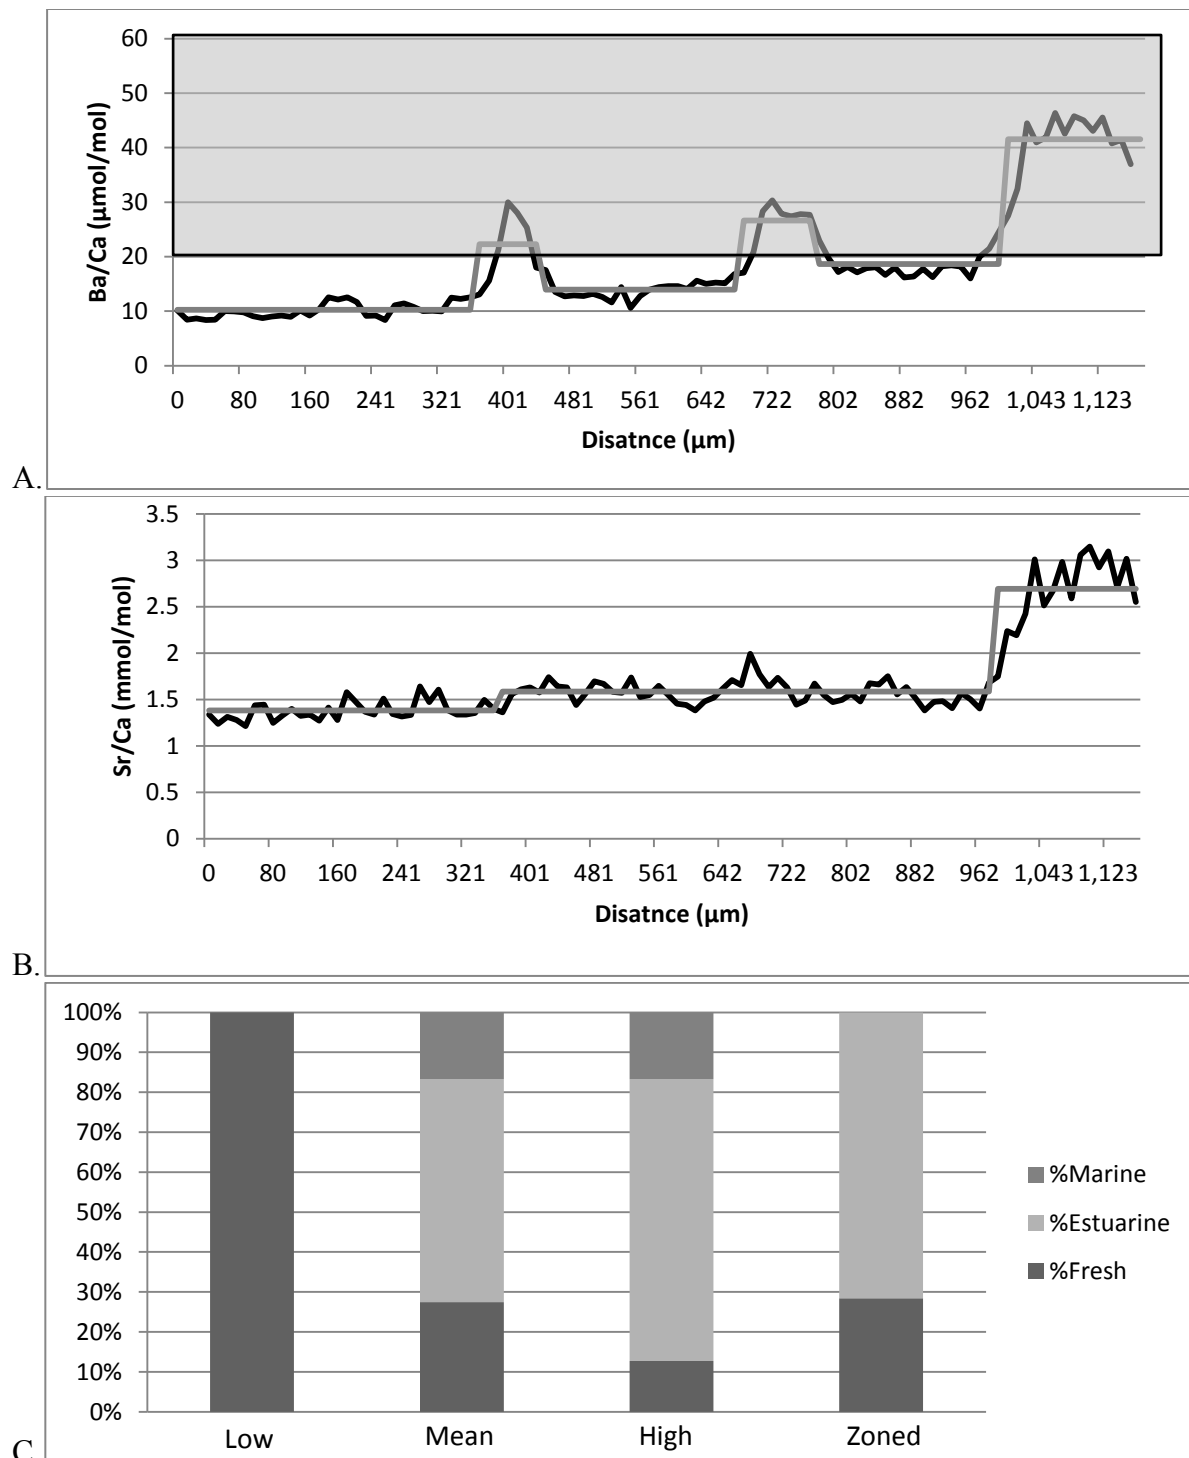 60
50
40
30
20
10
0
Ba/Ca (µmol/mol)
0 80 160 241 321 401 481 561 642 722 802 882 962 1,043 1,123
Disatnce (µm)
A.
3.5
3
2.5
2
1.5
1
0.5
0
Sr/Ca (mmol/mol)
0 80 160 241 321 401 481 561 642 722 802 882 962 1,043 1,123
Disatnce (µm)
B.
100%
90%
80%
70%
60%
50%
40%
30%
20%
10%
0%
Low Mean High Zoned
%Marine
%Estuarine
%Fresh
C